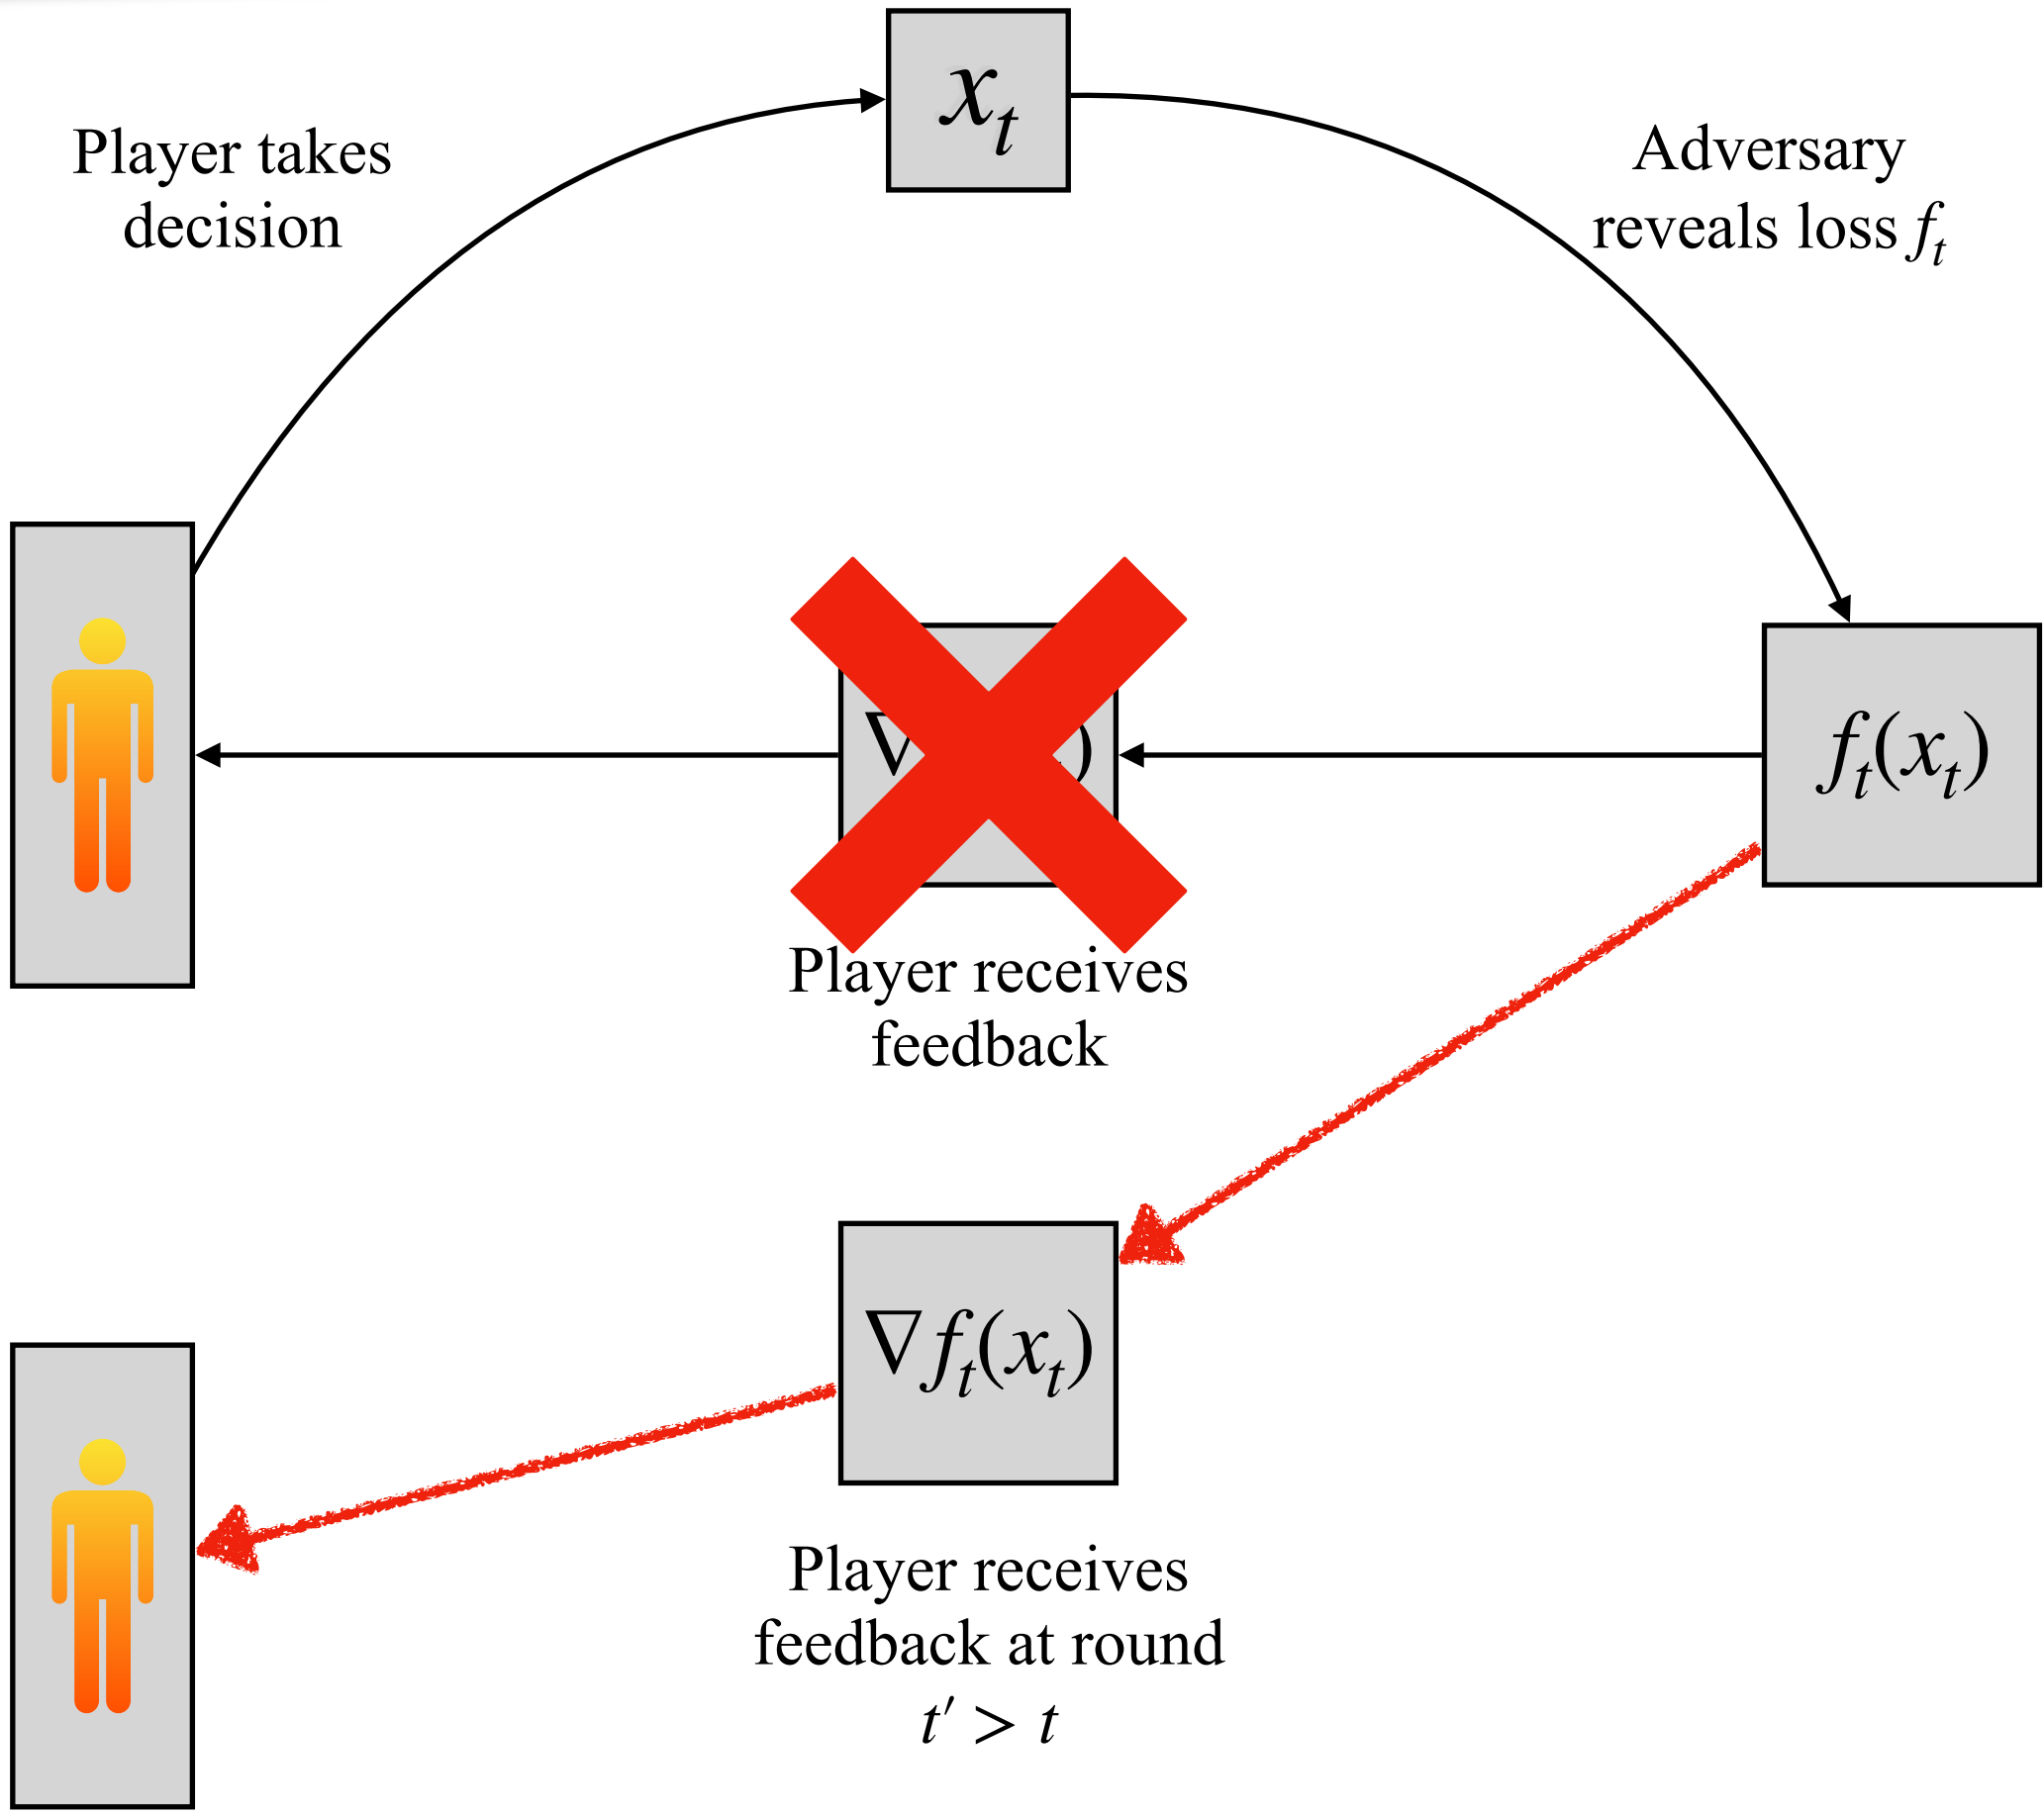 x_t
Player takes
decision
Adversary
reveals loss f_t
∇ )
f_t(x_t)
Player receives
feedback
∇f_t(x_t)
Player receives
feedback at round
t′ > t